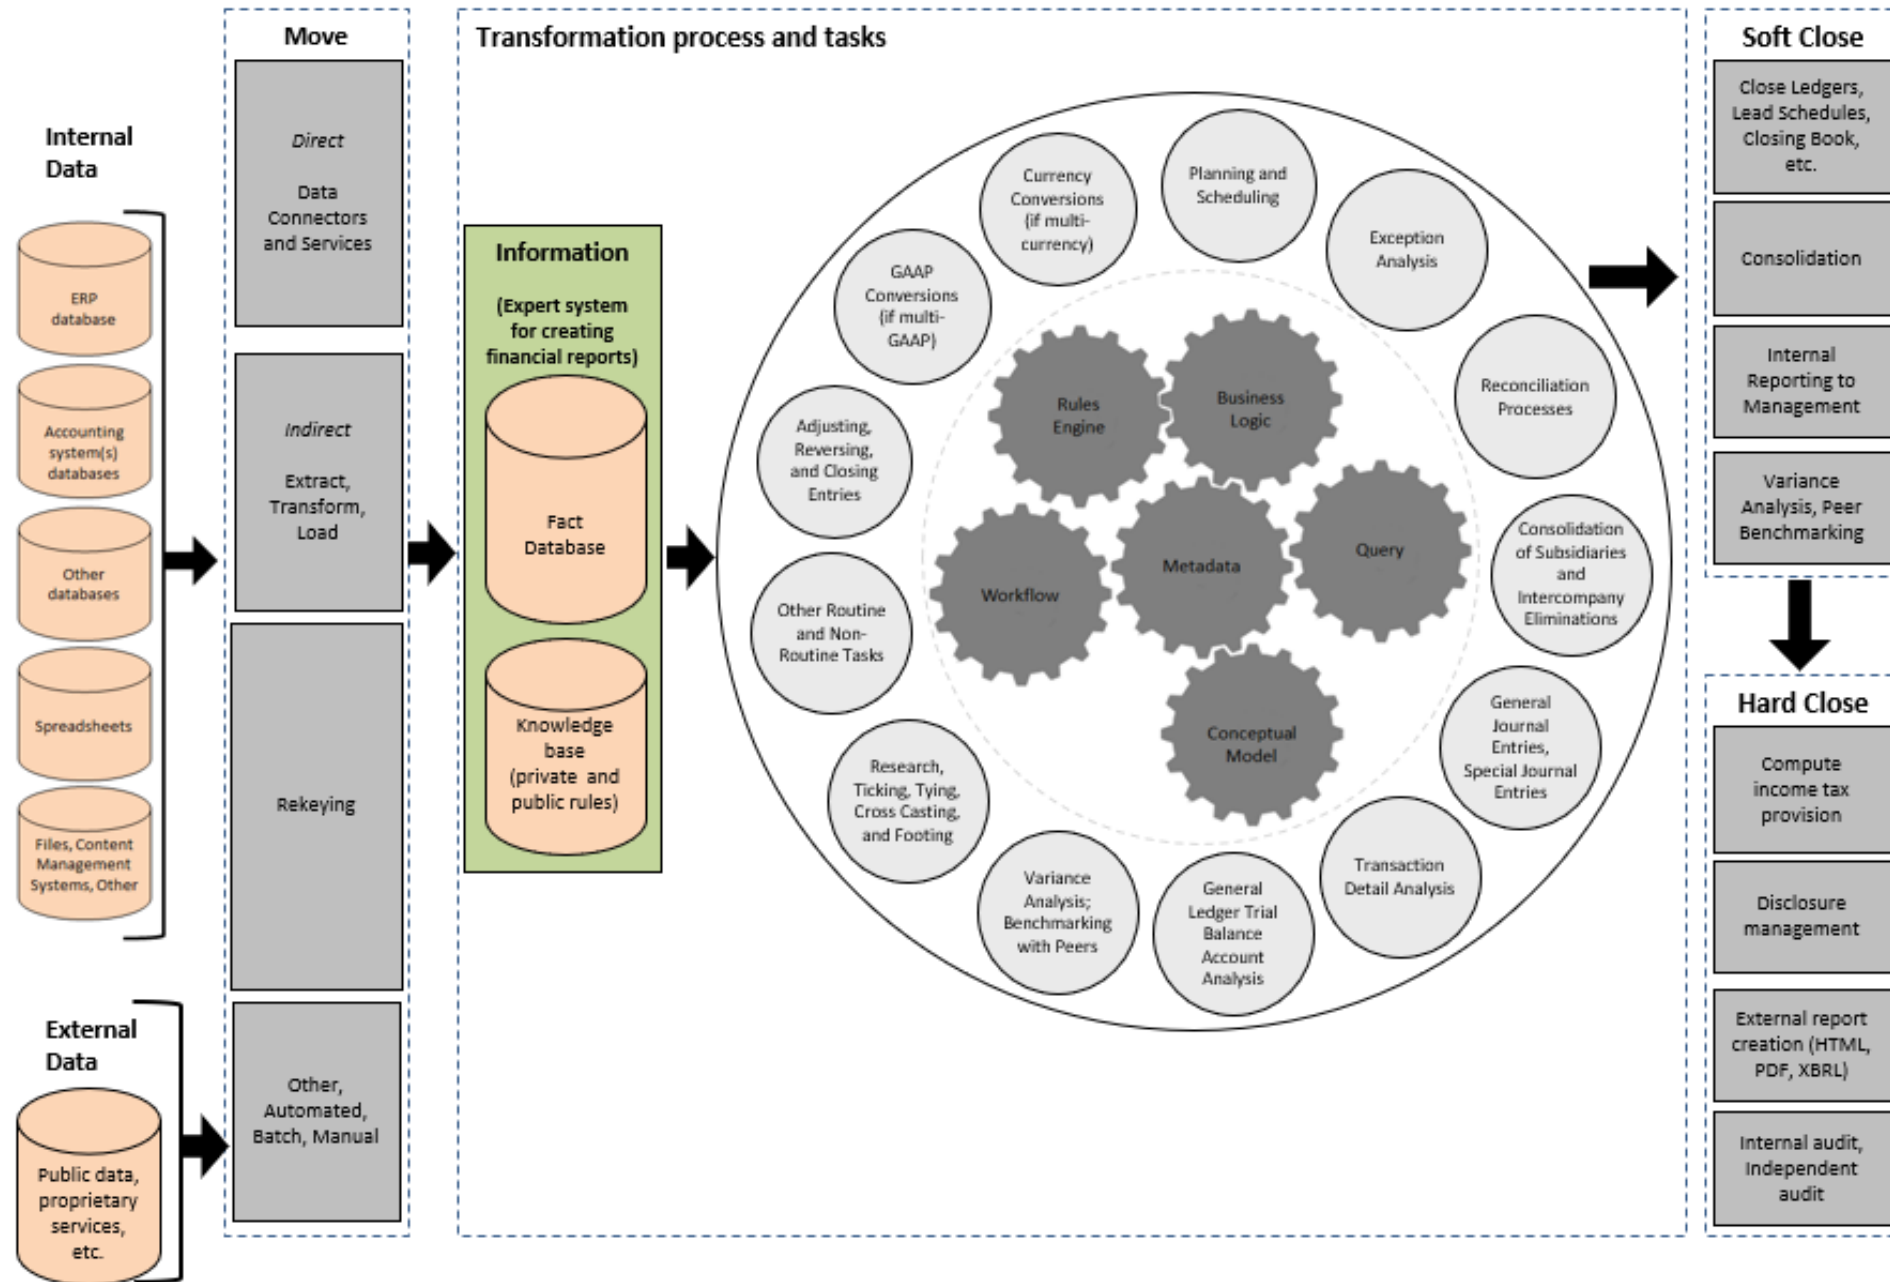 Internal
Data
ERP
database
Accounting
system(s)
databases
Other
databases
Spreadsheets
Files, Content
Management
Systems, Other
External
Data
Public data,
proprietary
services,
etc.
Move
Direct
Data
Connectors
and Services
Indirect
Extract,
Transform,
Load
Rekeying
Other,
Automated,
Batch, Manual
Transformation process and tasks
Information
(Expert system
for creating
financial reports)
Fact
Database
Knowledge
base
(private and
public rules)
Planning and
Scheduling
Exception
Analysis
Reconciliation
Processes
Consolidation
of Subsidiaries
and
Intercompany
Eliminations
General
Journal
Entries,
Special Journal
Entries
Transaction
Detail Analysis
General
Ledger Trial
Balance
Account
Analysis
Variance
Analysis;
Benchmarking
with Peers
Research,
Ticking, Tying,
Cross Casting,
and Footing
Other Routine
and Non-
Routine Tasks
Adjusting,
Reversing,
and Closing
Entries
GAAP
Conversions
(if multi-
GAAP)
Currency
Conversions
(if multi-
currency)
Rules
Engine
Business
Logic
Workflow
Metadata
Query
Conceptual
Model
Soft Close
Close Ledgers,
Lead Schedules,
Closing Book,
etc.
Consolidation
Internal
Reporting to
Management
Variance
Analysis, Peer
Benchmarking
Hard Close
Compute
income tax
provision
Disclosure
management
External report
creation (HTML,
PDF, XBRL)
Internal audit,
Independent
audit